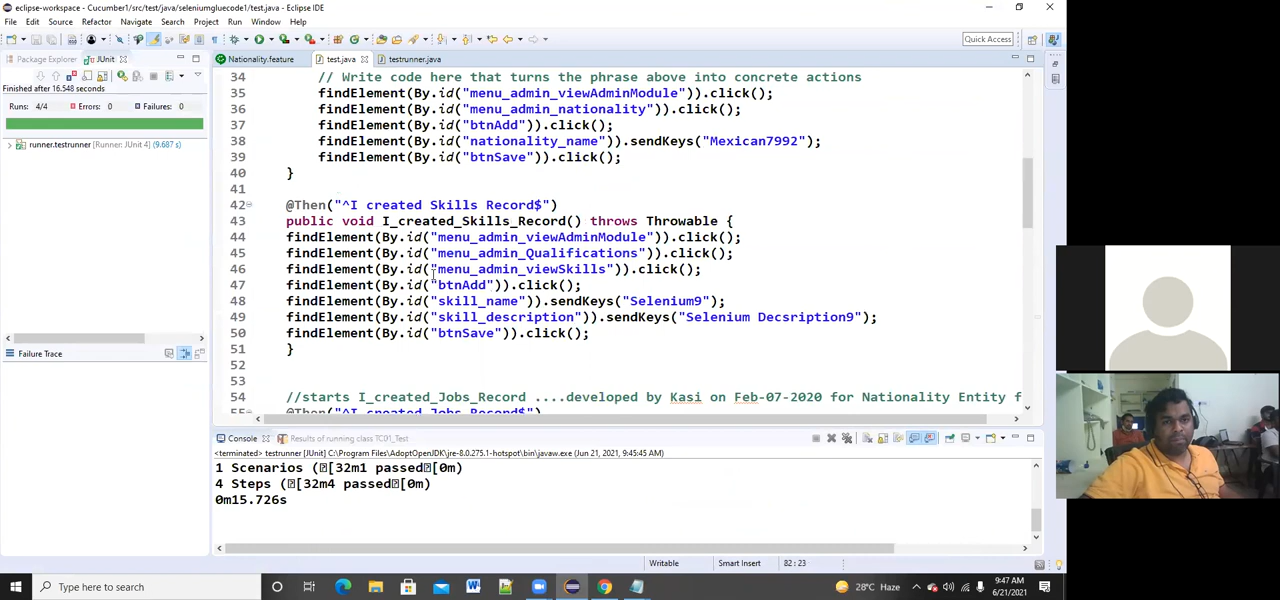 eclipse-workspace - Cucumber1/src/test/java/seleniumgluecode1/test.java - Eclipse IDE
File Edit Source Refactor Navigate Search Project Run Window Help
Quick Access
Package Explorer JUnit
Nationality.feature test.java testrunner.java
Finished after 16.548 seconds
Runs: 4/4 Errors: 0 Failures: 0
runner.testrunner [Runner: JUnit 4] (9.687 s)
Failure Trace
34 // Write code here that turns the phrase above into concrete actions
35 findElement(By.id("menu_admin_viewAdminModule")).click();
36 findElement(By.id("menu_admin_nationality")).click();
37 findElement(By.id("btnAdd")).click();
38 findElement(By.id("nationality_name")).sendKeys("Mexican7992");
39 findElement(By.id("btnSave")).click();
40 }
41
42 @Then("^I created Skills Record$")
43 public void I_created_Skills_Record() throws Throwable {
44 findElement(By.id("menu_admin_viewAdminModule")).click();
45 findElement(By.id("menu_admin_Qualifications")).click();
46 findElement(By.id("menu_admin_viewSkills")).click();
47 findElement(By.id("btnAdd")).click();
48 findElement(By.id("skill_name")).sendKeys("Selenium9");
49 findElement(By.id("skill_description")).sendKeys("Selenium Decsription9");
50 findElement(By.id("btnSave")).click();
51 }
52
53
54 //starts I_created_Jobs_Record ....developed by Kasi on Feb-07-2020 for Nationality Entity f
55 @Then("^I created Jobs Record$")
Console Results of running class TC01_Test
<terminated> testrunner [JUnit] C:\Program Files\AdoptOpenJDK\jre-8.0.275.1-hotspot\bin\javaw.exe (Jun 21, 2021, 9:45:45 AM)
1 Scenarios ([32m1 passed[0m)
4 Steps ([32m4 passed[0m)
0m15.726s
Writable Smart Insert 82 : 23
Type here to search
28°C Haze
9:47 AM
6/21/2021